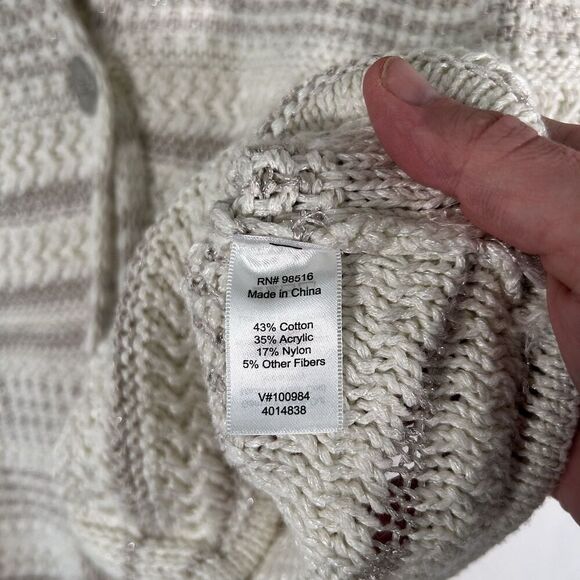 RN# 98516
Made in China
43% Cotton
35% Acrylic
17% Nylon
5% Other Fibers
V#100984
4014838